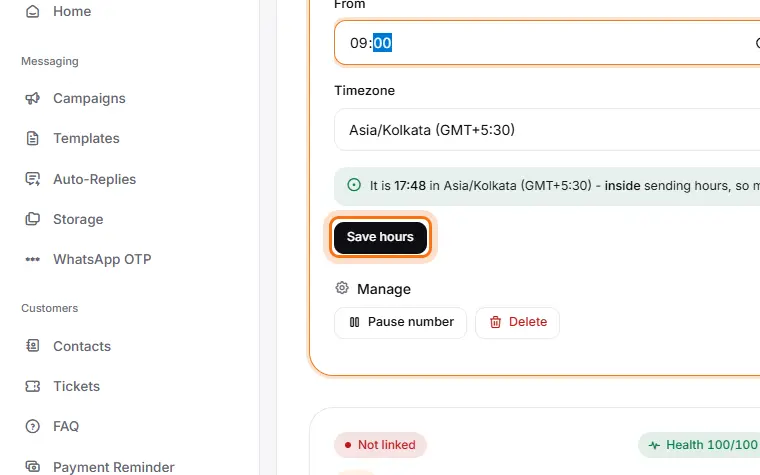 Home
Messaging
Campaigns
Templates
Auto-Replies
Storage
WhatsApp OTP
Customers
Contacts
Tickets
FAQ
Payment Reminder
From
09:00
Timezone
Asia/Kolkata (GMT+5:30)
It is 17:48 in Asia/Kolkata (GMT+5:30) - inside sending hours, so
Save hours
Manage
Pause number
Delete
Not linked
Health 100/100